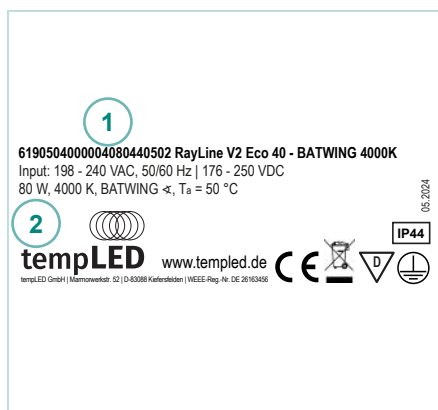 1
6190504000004080440502 RayLine V2 Eco 40 - BATWING 4000K
Input: 198 - 240 VAC, 50/60 Hz | 176 - 250 VDC
80 W, 4000 K, BATWING ∢, Ta = 50 °C
05.2024
2
IP44
tempLED
www.templed.de
CE
D
tempLED GmbH | Marmorwerkstr. 52 | D-83088 Kiefersfelden | WEEE-Reg.-Nr. DE 26163456